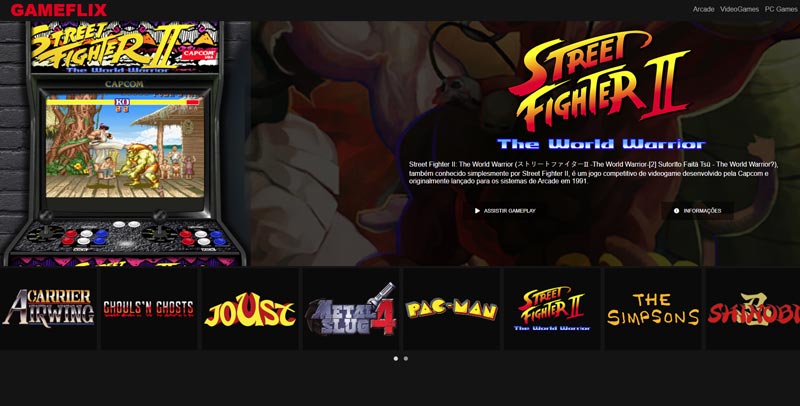 GAMEFLIX
Arcade VideoGames PC Games
STREET
FIGHTER II
The World Warrior
CAPCOM
CAPCOM
KO
STREET
FIGHTER II
The World Warrior
Street Fighter II: The World Warrior (ストリートファイターII -The World Warrior-[2] Sutorīto Faitā Tsū - The World Warrior?),
também conhecido simplesmente por Street Fighter II, é um jogo competitivo de videogame desenvolvido pela Capcom e
originalmente lançado para os sistemas de Arcade em 1991.
ASSISTIR GAMEPLAY
INFORMAÇÕES
CARRIER
AIRWING
GHOULS'N GHOSTS
JOUST
METAL
SLUG 4
PAC-MAN
STREET
FIGHTER II
The World Warrior
THE
SIMPSONS
忍
SHINOBI